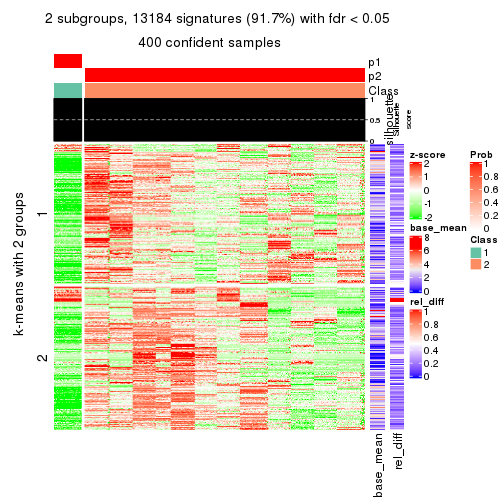 2 subgroups, 13184 signatures (91.7%) with fdr < 0.05
400 confident samples
p1
p2
Class
1
0.5
0
silhouette
Silhouette
score
k-means with 2 groups
1
2
z-score
2
1
0
-1
-2
base_mean
8
6
4
2
0
rel_diff
1
0.8
0.6
0.4
0.2
0
Prob
1
0.8
0.6
0.4
0.2
0
Class
1
2
base_mean
rel_diff